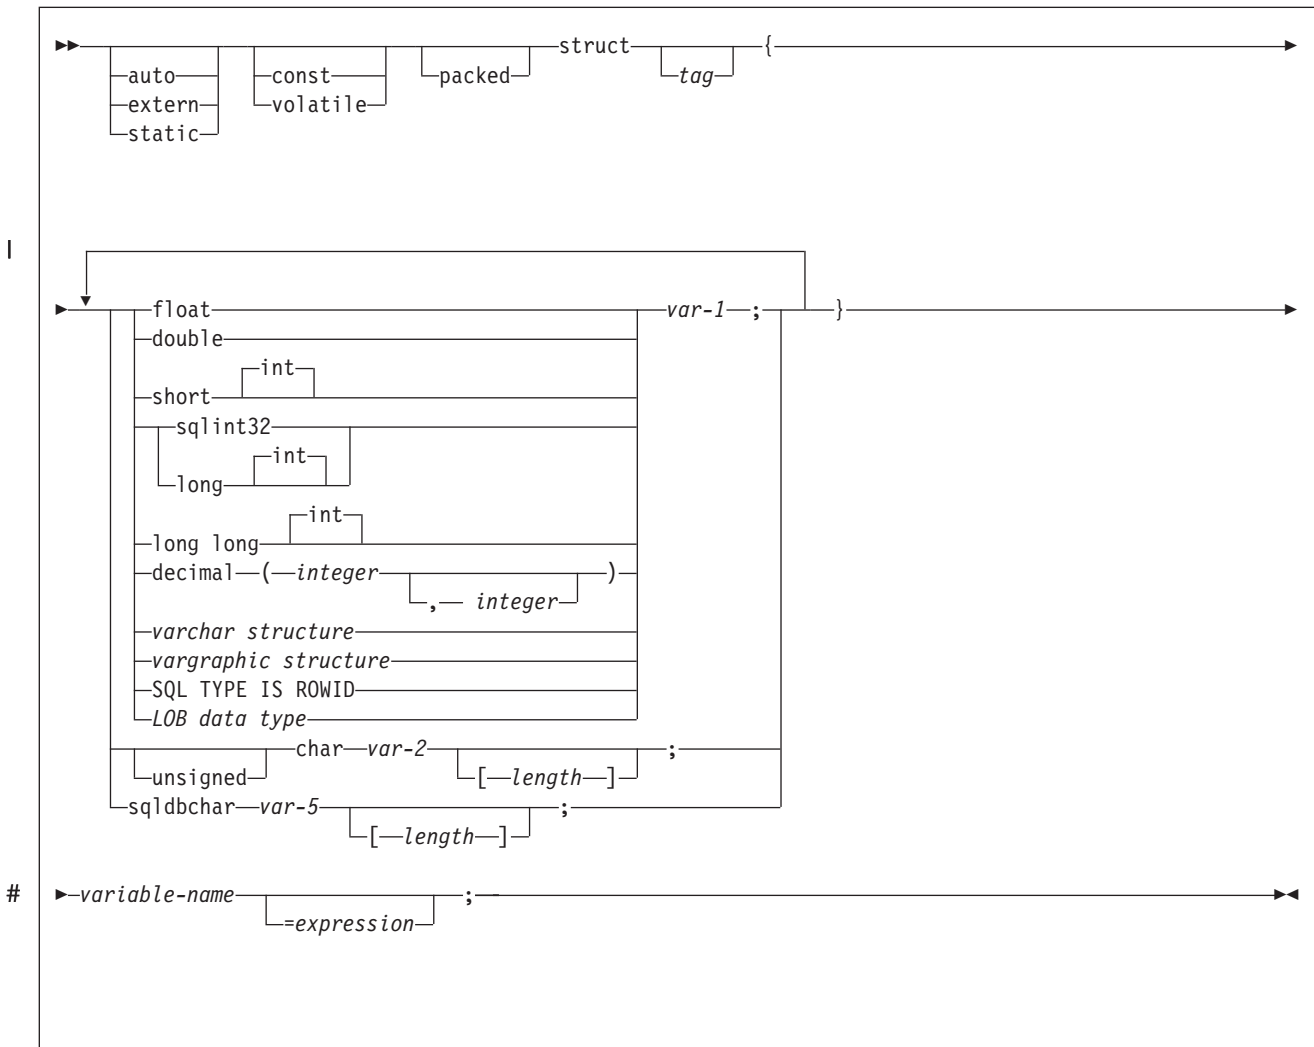 struct {
auto const packed tag
extern volatile
static
|
float var-1 ; }
double
int
short
sqlint32
int
long
int
long long
decimal ( integer )
, integer
varchar structure
vargraphic structure
SQL TYPE IS ROWID
LOB data type
char var-2 ;
unsigned [ length ]
sqldbchar var-5 ;
[ length ]
# variable-name ;
=expression